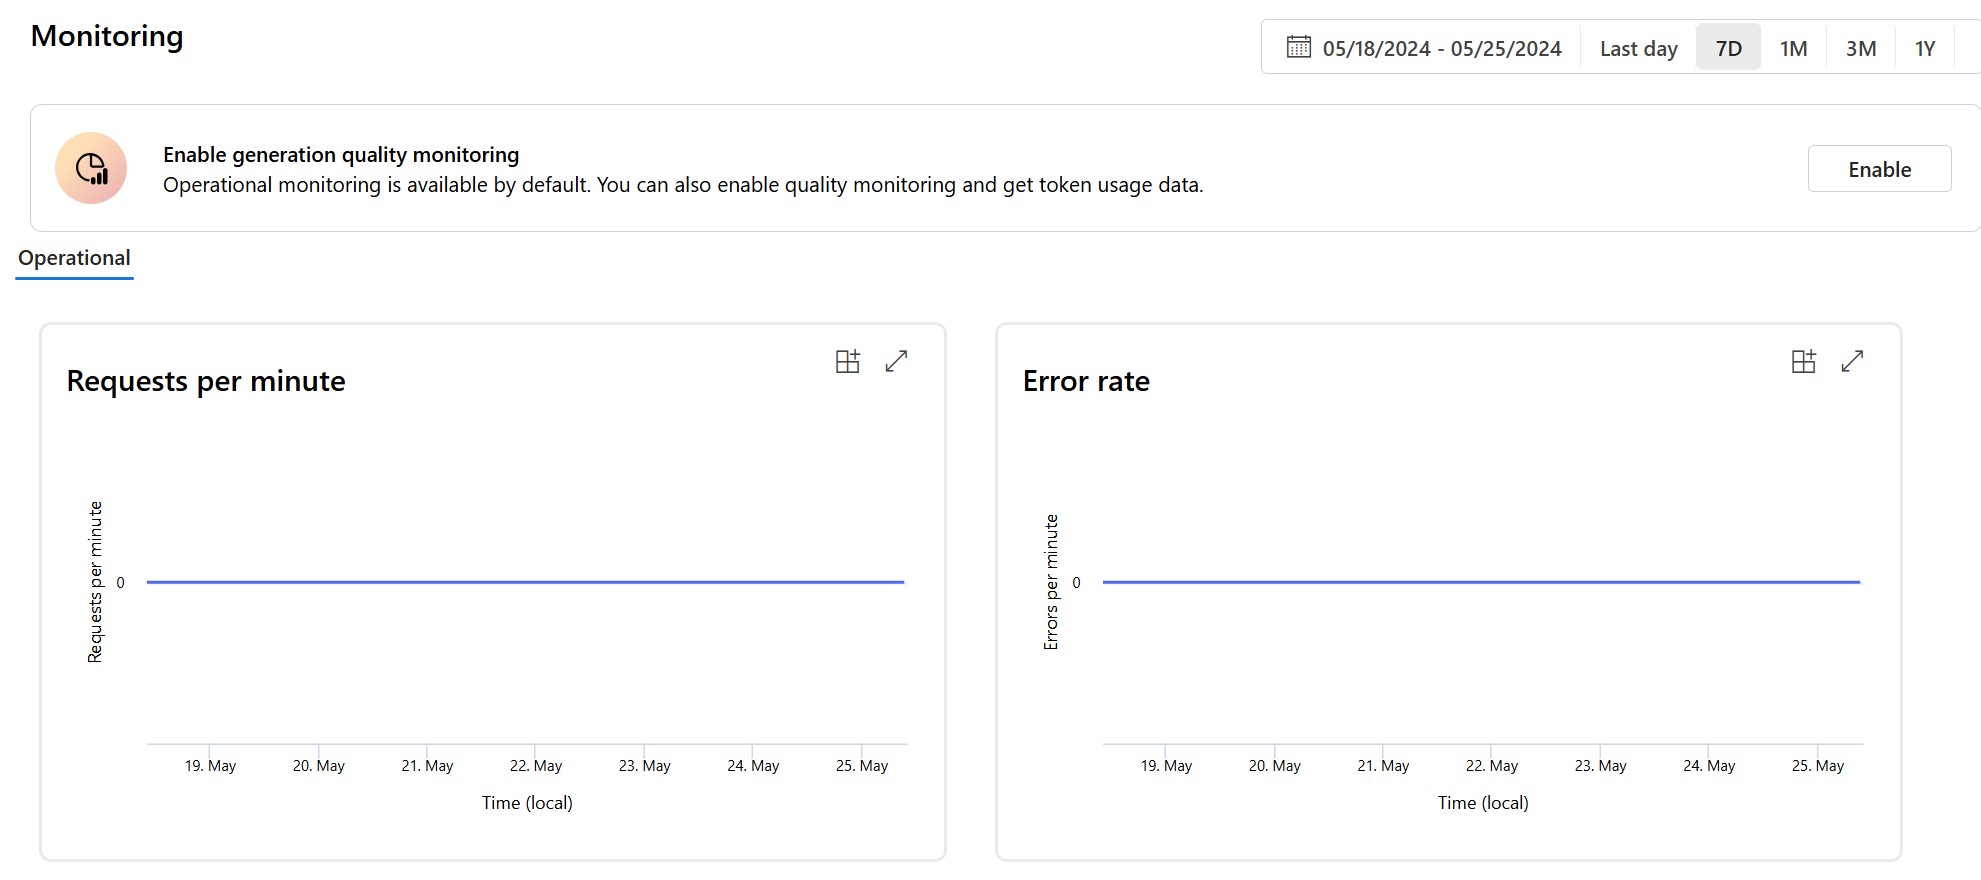 Monitoring
05/18/2024 - 05/25/2024 Last day 7D 1M 3M 1Y
Enable generation quality monitoring
Operational monitoring is available by default. You can also enable quality monitoring and get token usage data.
Enable
Operational
Requests per minute
Requests per minute
0
19. May 20. May 21. May 22. May 23. May 24. May 25. May
Time (local)
Error rate
Errors per minute
0
19. May 20. May 21. May 22. May 23. May 24. May 25. May
Time (local)